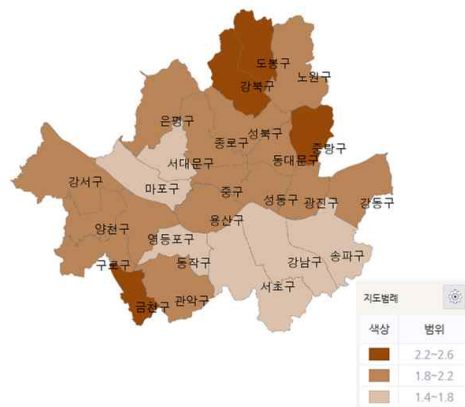 도봉구
강북구
노원구
은평구
성북구
종로구
중랑구
서대문구
동대문구
강서구
마포구
중구
성동구
광진구
강동구
양천구
용산구
영등포구
구로구
동작구
강남구
송파구
서초구
금천구
관악구
지도범례
색상 범위
2.2~2.6
1.8~2.2
1.4~1.8